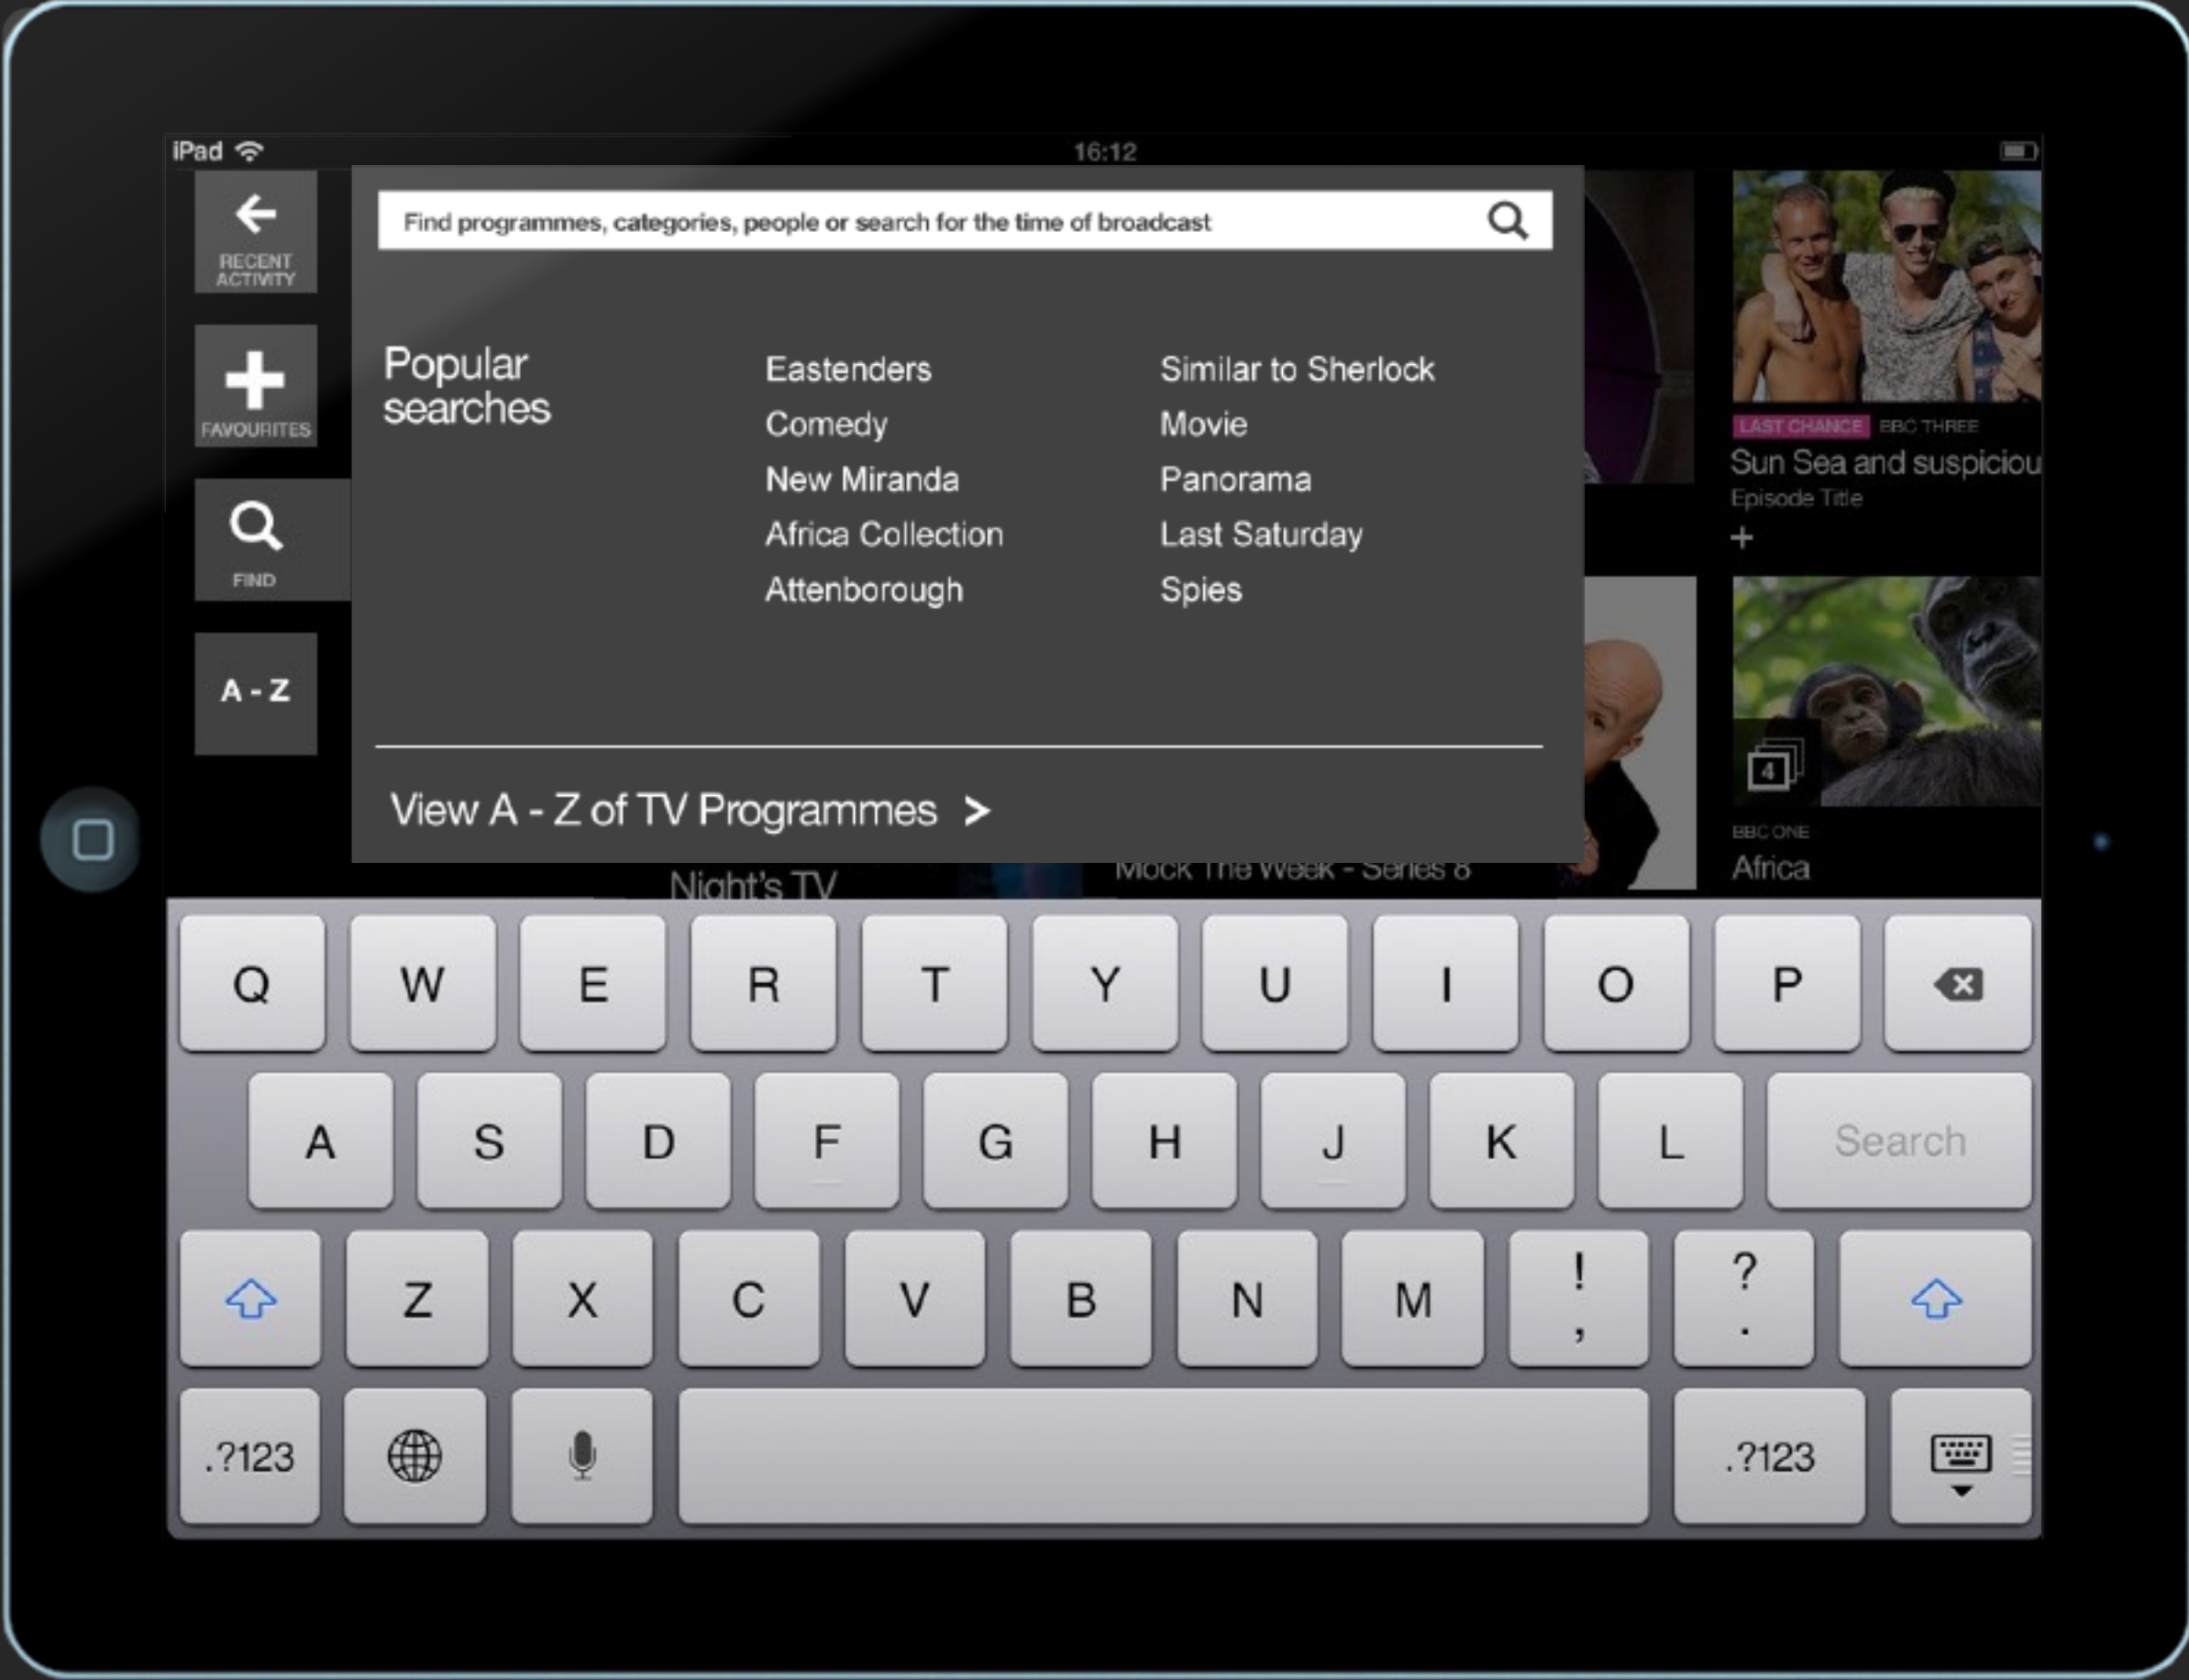 iPad
16:12
RECENT
ACTIVITY
FAVOURITES
FIND
A - Z
Find programmes, categories, people or search for the time of broadcast
Popular
searches
Eastenders
Comedy
New Miranda
Africa Collection
Attenborough
Similar to Sherlock
Movie
Panorama
Last Saturday
Spies
View A - Z of TV Programmes >
LAST CHANCE BBC THREE
Sun Sea and suspiciou
Episode Title
+
4
BBC ONE
Africa
Night's TV
Mock The Week - Series 8
Q W E R T Y U I O P
A S D F G H J K L Search
Z X C V B N M ! , ? .
.?123 .?123